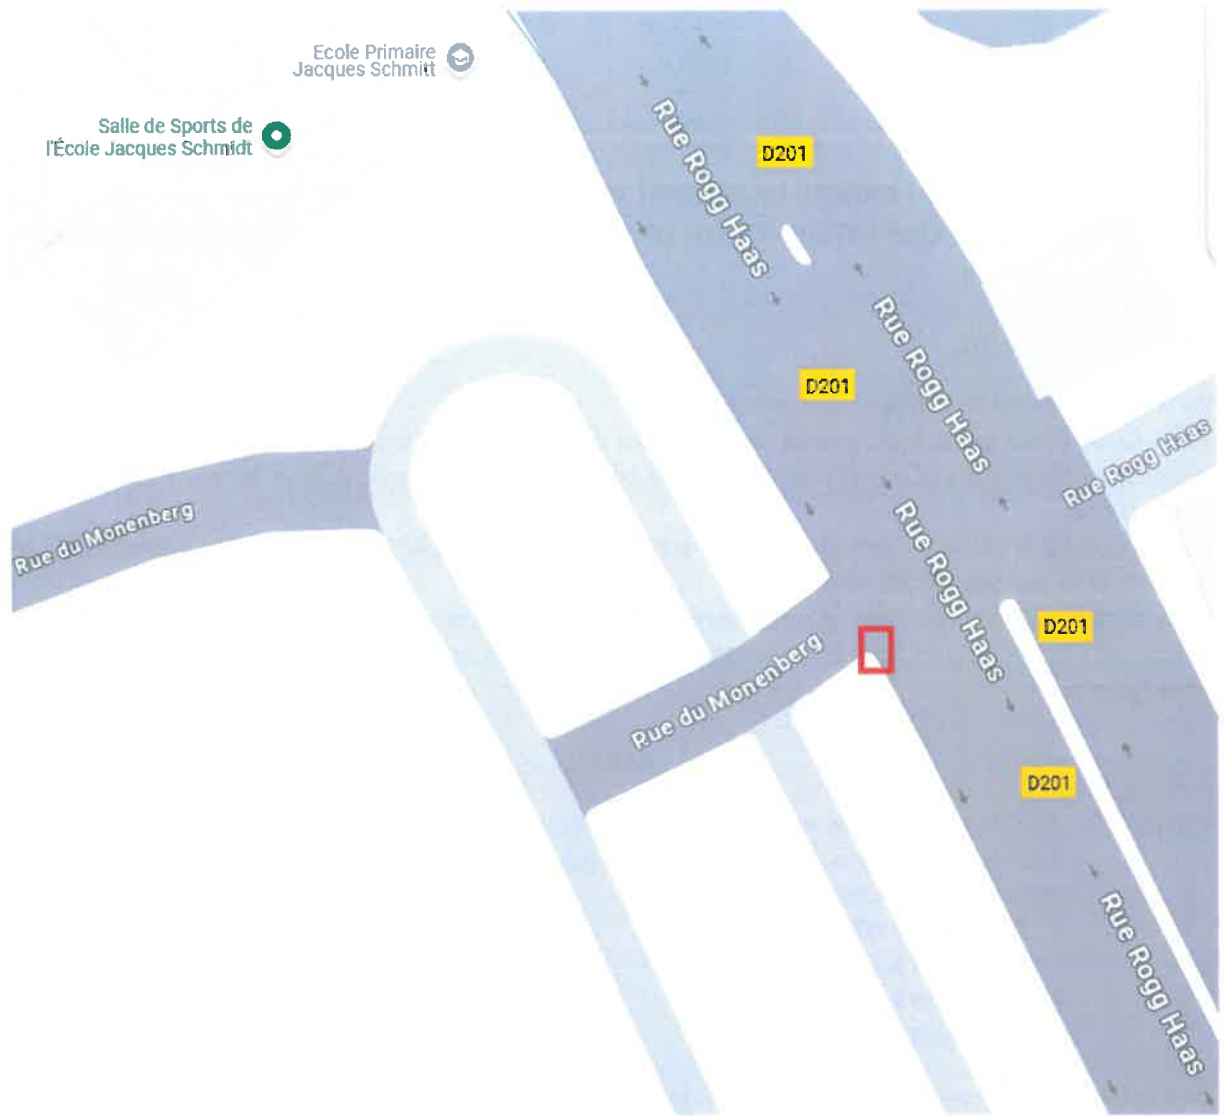 Ecole Primaire
Jacques Schmitt
Salle de Sports de
l'École Jacques Schmidt
D201
Rue Rogg Haas
Rue Rogg Haas
D201
Rue Rogg Haas
Rue du Monenberg
Rue Rogg Haas
D201
Rue du Monenberg
D201
Rue Rogg Haas